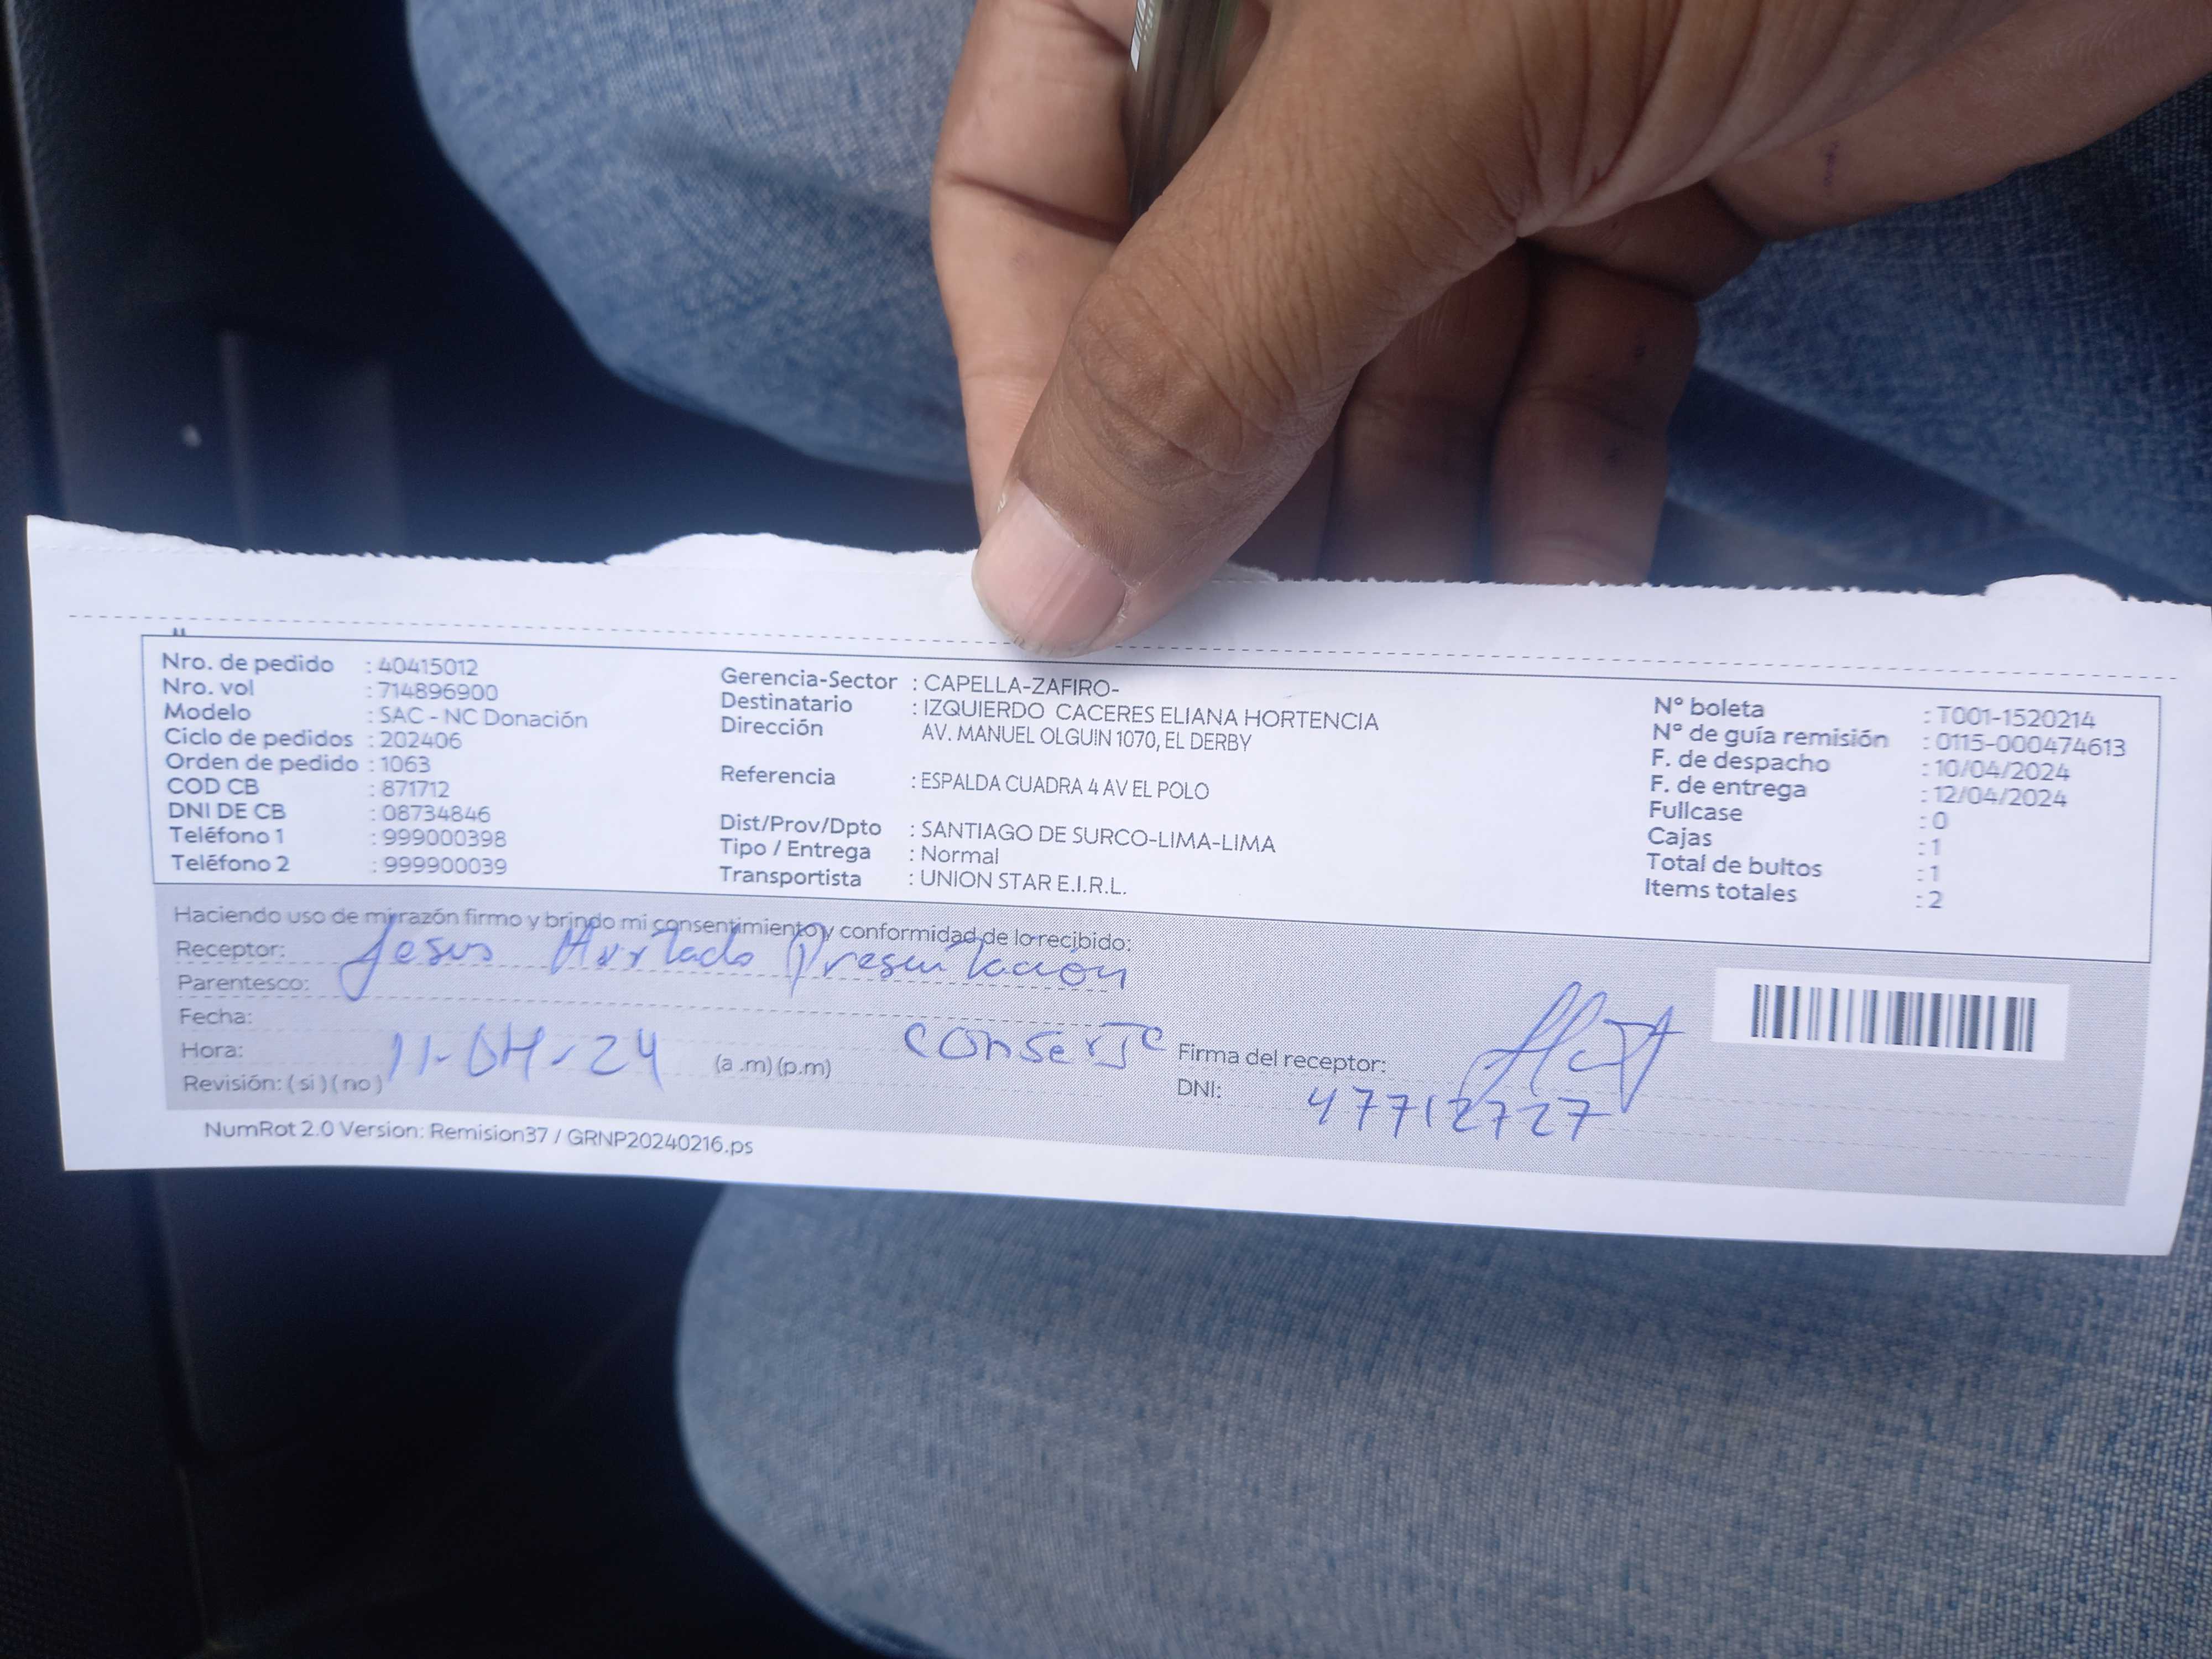 Nro. de pedido : 40415012
Nro. vol : 714896900
Modelo : SAC - NC Donación
Ciclo de pedidos : 202406
Orden de pedido : 1063
COD CB : 871712
DNI DE CB : 08734846
Teléfono 1 : 999000398
Teléfono 2 : 999900039
Gerencia-Sector : CAPELLA-ZAFIRO-
Destinatario : IZQUIERDO CACERES ELIANA HORTENCIA
Dirección AV. MANUEL OLGUIN 1070, EL DERBY
Referencia : ESPALDA CUADRA 4 AV EL POLO
Dist/Prov/Dpto : SANTIAGO DE SURCO-LIMA-LIMA
Tipo / Entrega : Normal
Transportista : UNION STAR E.I.R.L.
N° boleta : T001-1520214
N° de guía remisión : 0115-000474613
F. de despacho : 10/04/2024
F. de entrega : 12/04/2024
Fullcase : 0
Cajas : 1
Total de bultos : 1
Items totales : 2
Haciendo uso de mi razón firmo y brindo mi consentimiento y conformidad de lo recibido:
Receptor: Jesus Hurtado Presentacion
Parentesco:
Fecha:
Hora: 11-04-24 (a .m) (p.m) conserje
Revisión: ( si ) ( no )
Firma del receptor:
DNI: 47712727
NumRot 2.0 Version: Remision37 / GRNP20240216.ps